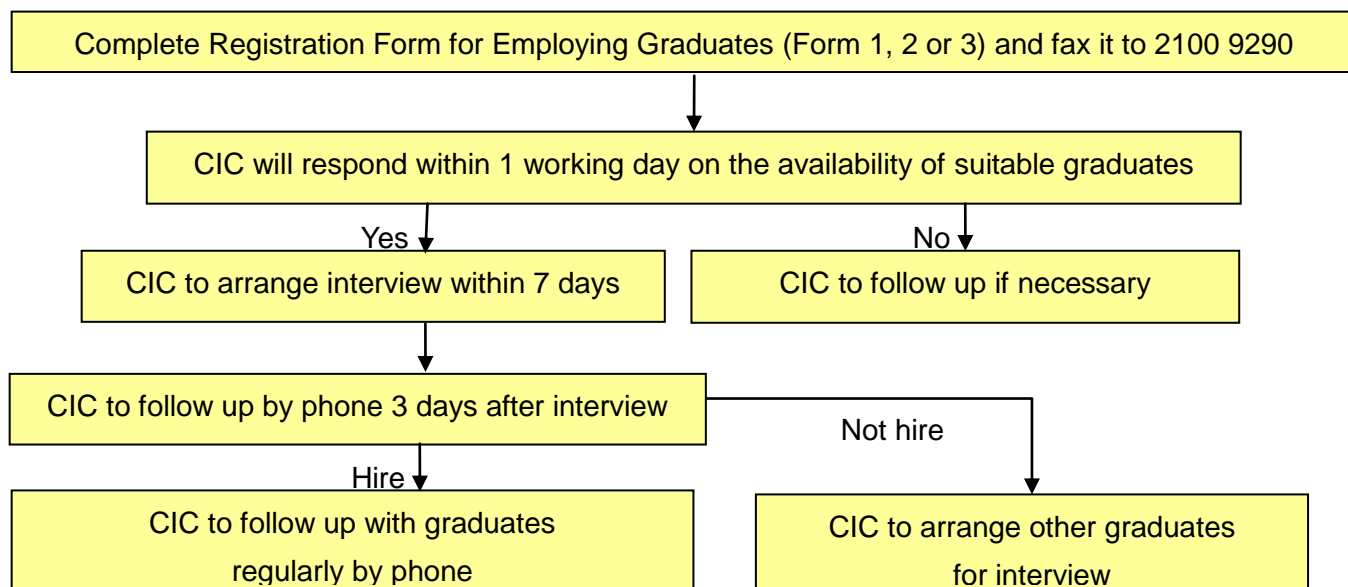 Complete Registration Form for Employing Graduates (Form 1, 2 or 3) and fax it to 2100 9290
CIC will respond within 1 working day on the availability of suitable graduates
Yes
No
CIC to arrange interview within 7 days
CIC to follow up if necessary
CIC to follow up by phone 3 days after interview
Not hire
Hire
CIC to follow up with graduates
regularly by phone
CIC to arrange other graduates
for interview